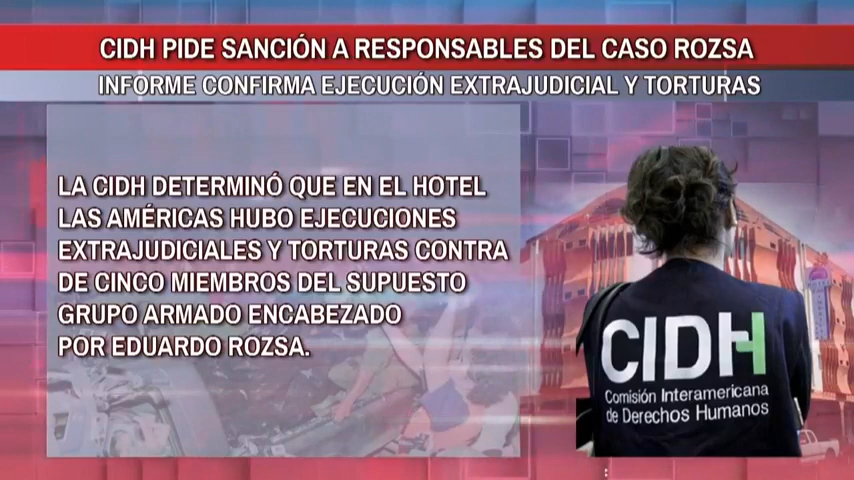 CIDH PIDE SANCIÓN A RESPONSABLES DEL CASO ROZSA
INFORME CONFIRMA EJECUCIÓN EXTRAJUDICIAL Y TORTURAS
LA CIDH DETERMINÓ QUE EN EL HOTEL
LAS AMÉRICAS HUBO EJECUCIONES
EXTRAJUDICIALES Y TORTURAS CONTRA
DE CINCO MIEMBROS DEL SUPUESTO
GRUPO ARMADO ENCABEZADO
POR EDUARDO ROZSA.
CIDH
Comisión Interamericana
de Derechos Humanos